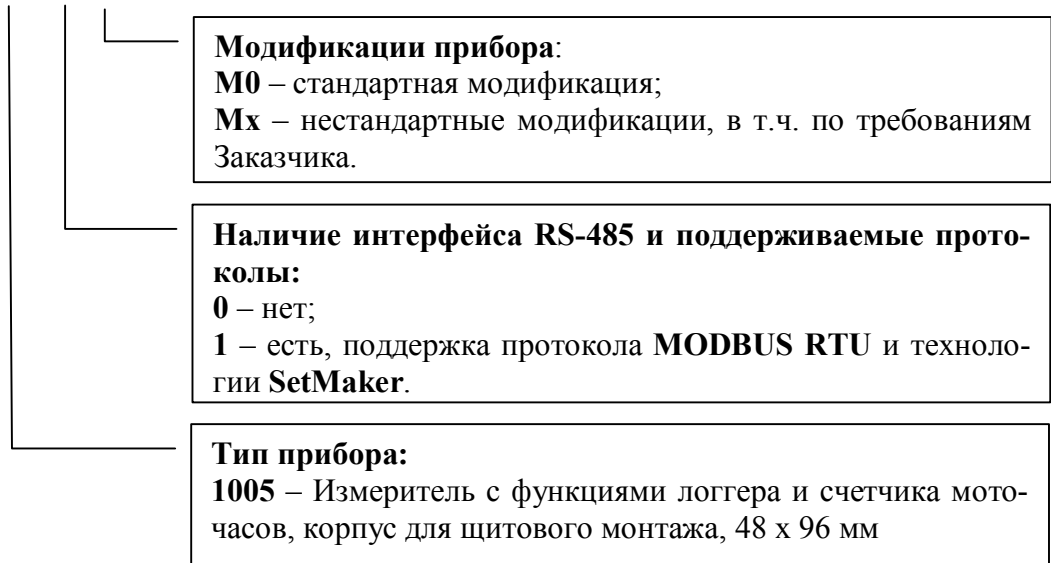 Модификации прибора:
М0 – стандартная модификация;
Мх – нестандартные модификации, в т.ч. по требованиям
Заказчика.
Наличие интерфейса RS-485 и поддерживаемые прото-
колы:
0 – нет;
1 – есть, поддержка протокола MODBUS RTU и техноло-
гии SetMaker.
Тип прибора:
1005 – Измеритель с функциями логгера и счетчика мото-
часов, корпус для щитового монтажа, 48 х 96 мм